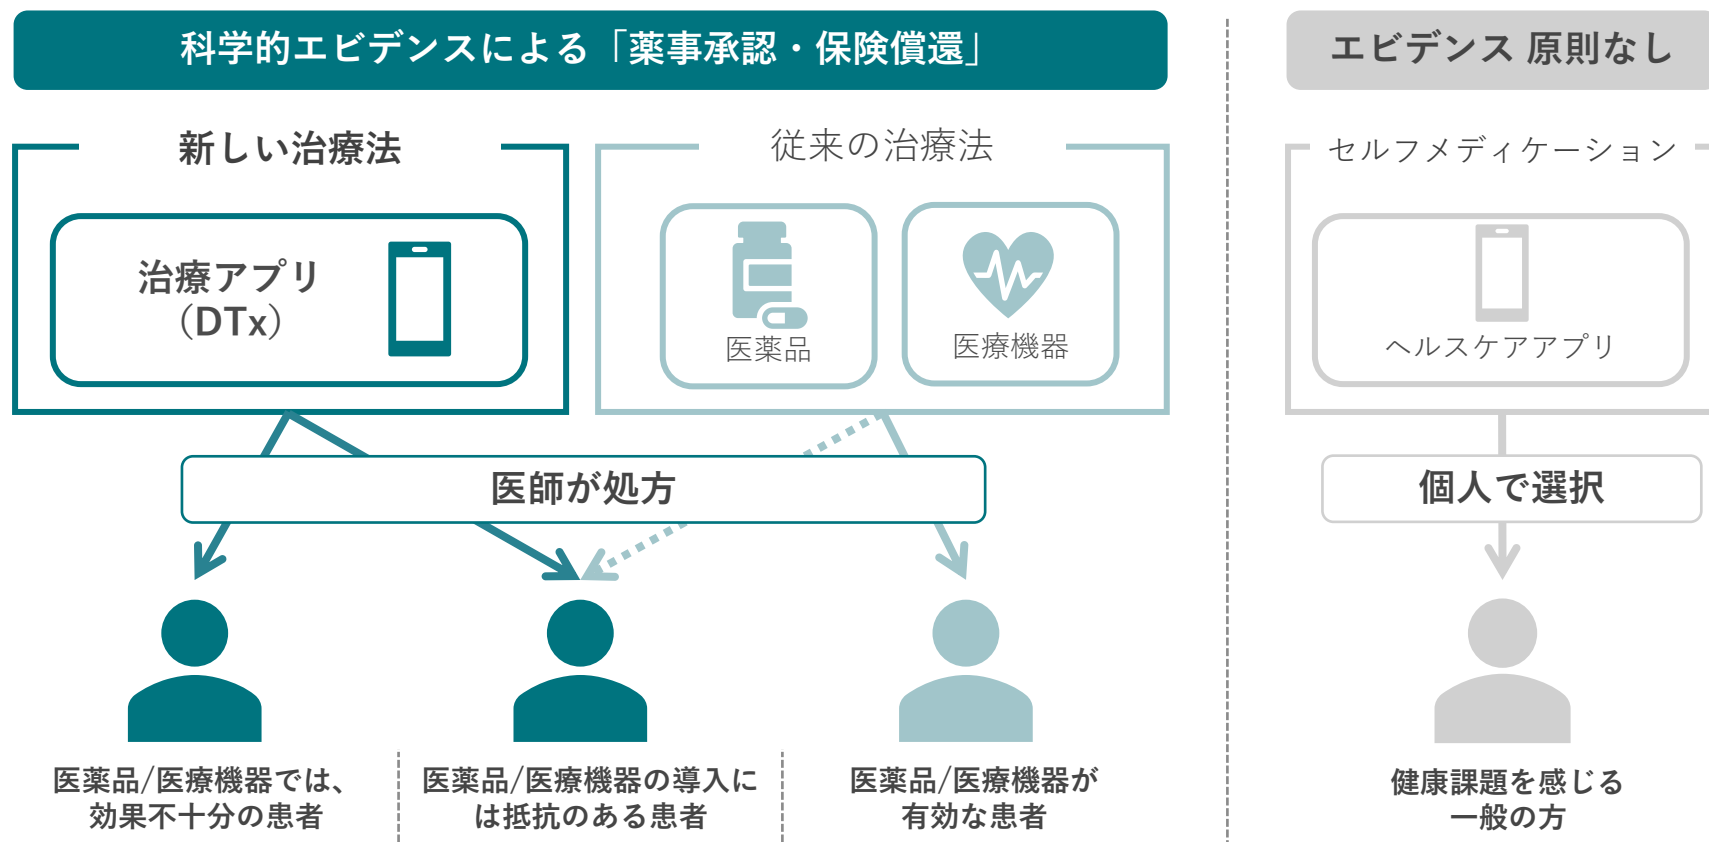 科学的エビデンスによる「薬事承認・保険償還」
エビデンス 原則なし
新しい治療法
従来の治療法
セルフメディケーション
治療アプリ
（DTx）
医薬品
医療機器
ヘルスケアアプリ
医師が処方
個人で選択
医薬品/医療機器では、
効果不十分の患者
医薬品/医療機器の導入に
は抵抗のある患者
医薬品/医療機器が
有効な患者
健康課題を感じる
一般の方